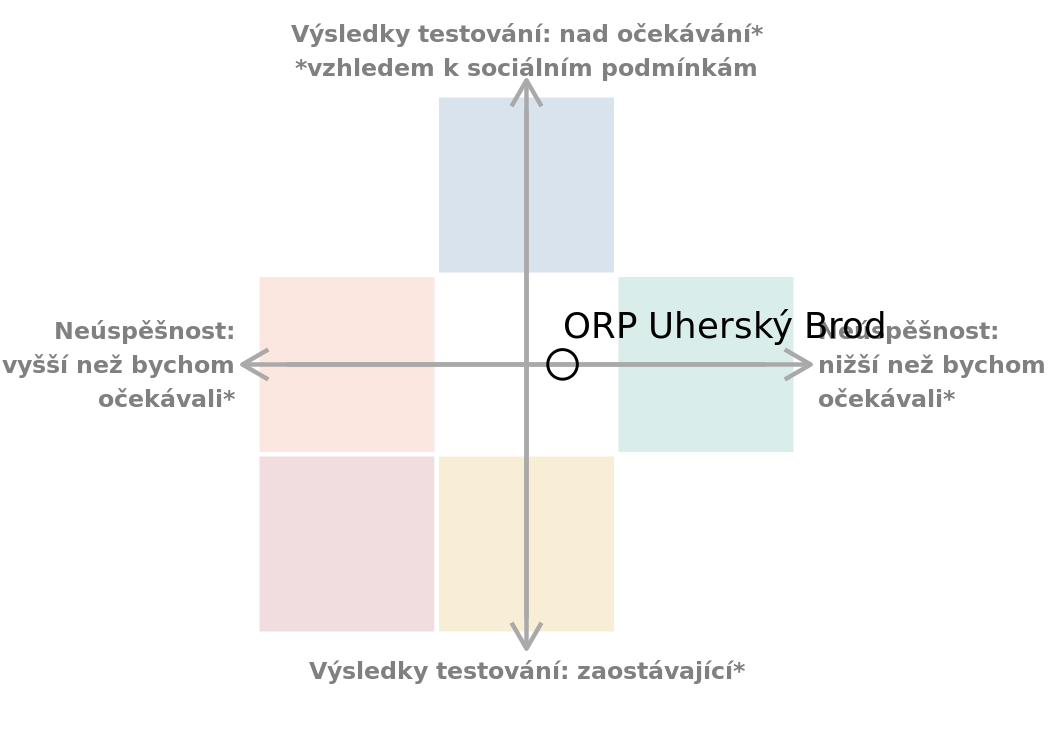 Výsledky testování: nad očekávání*
*vzhledem k sociálním podmínkám
ORP Uherský Brod
Neúspěšnost:
vyšší než bychom
očekávali*
Neúspěšnost:
nižší než bychom
očekávali*
Výsledky testování: zaostávající*